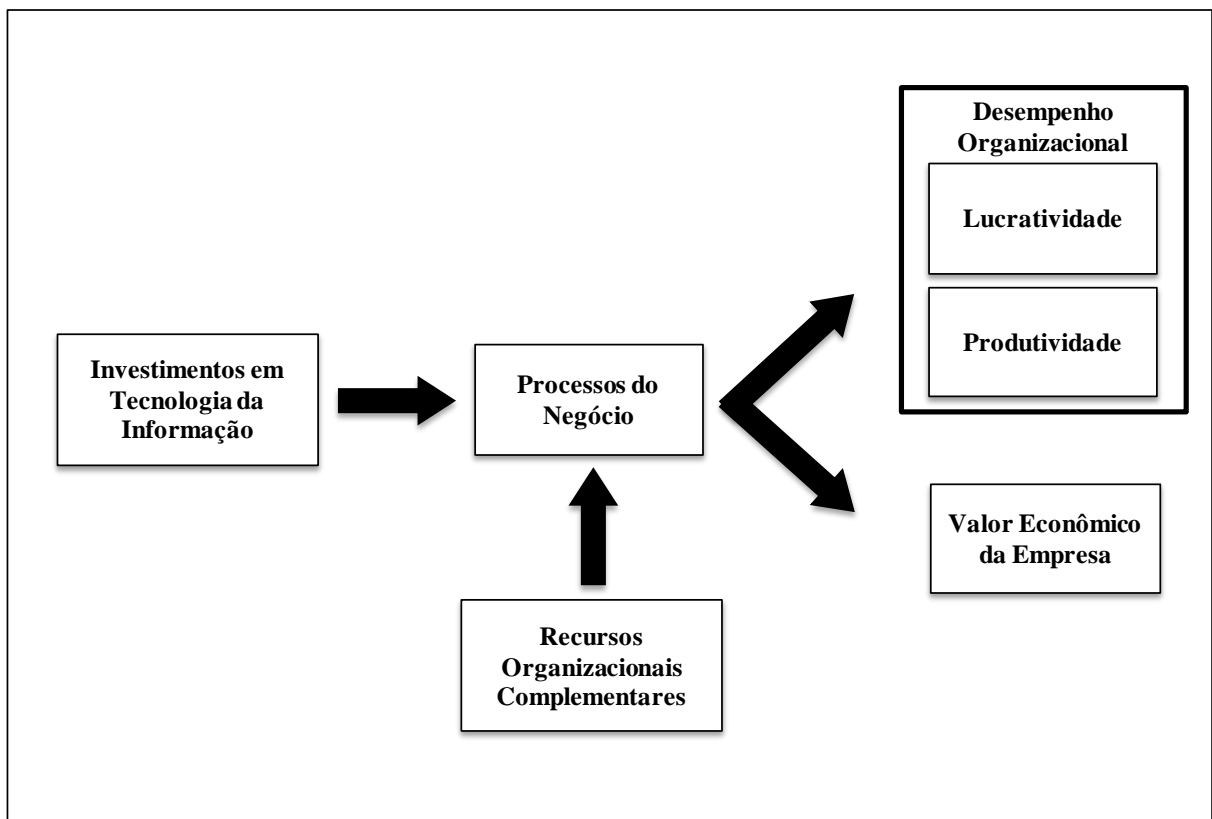 Desempenho
Organizacional
Lucratividade
Produtividade
Investimentos em
Tecnologia da
Informação
Processos do
Negócio
Valor Econômico
da Empresa
Recursos
Organizacionais
Complementares